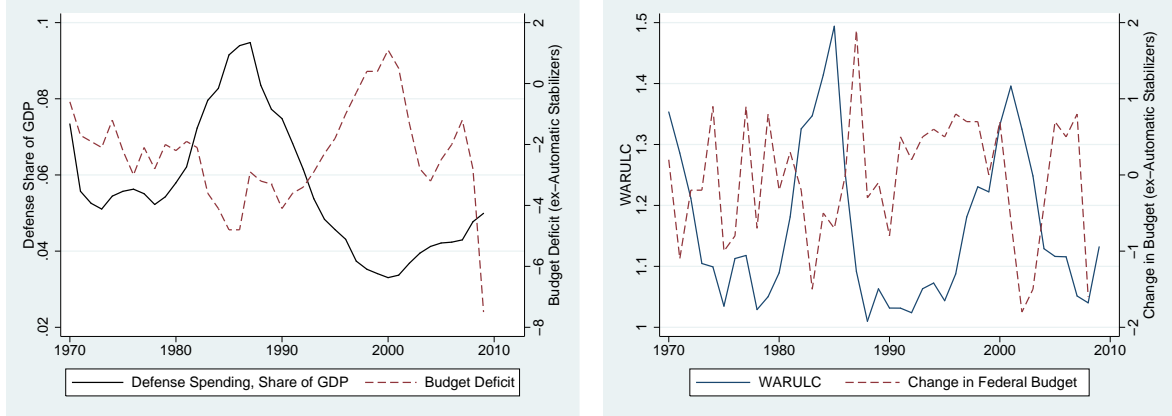 Defense Share of GDP
.1
.08
.06
.04
.02
2
0
−2
−4
−6
−8
Budget Deficit (ex−Automatic Stabilizers)
1970 1980 1990 2000 2010
Defense Spending, Share of GDP Budget Deficit
WARULC
1.5
1.4
1.3
1.2
1.1
1
2
1
0
−1
−2
Change in Budget (ex−Automatic Stabilizers)
1970 1980 1990 2000 2010
WARULC Change in Federal Budget